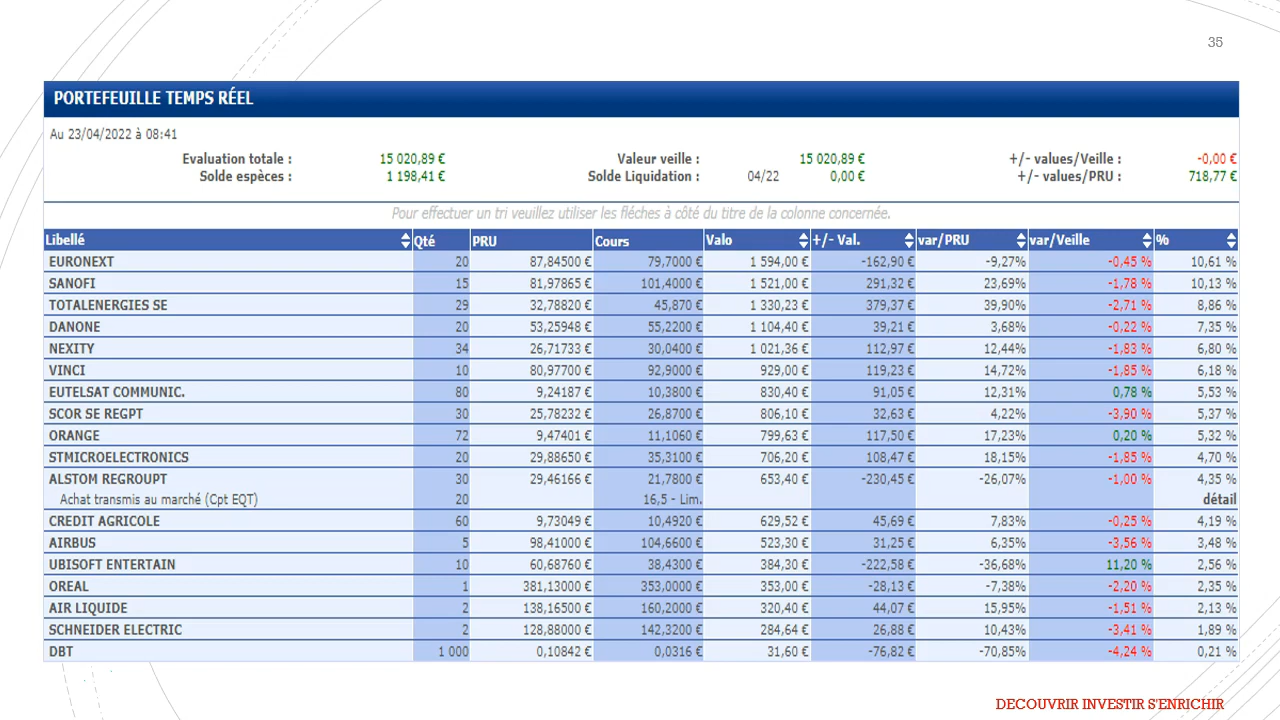 35
PORTEFEUILLE TEMPS RÉEL
Au 23/04/2022 à 08:41
Evaluation totale : 15 020,89 € Valeur veille : 15 020,89 € +/- values/Veille : -0,00 €
Solde espèces : 1 198,41 € Solde Liquidation : 04/22 0,00 € +/- values/PRU : 718,77 €
Pour effectuer un tri veuillez utiliser les fléches à côté du titre de la colonne concernée.
Libellé Qté PRU Cours Valo +/- Val. var/PRU var/Veille %
EURONEXT 20 87,84500 € 79,7000 € 1 594,00 € -162,90 € -9,27% -0,45 % 10,61 %
SANOFI 15 81,97865 € 101,4000 € 1 521,00 € 291,32 € 23,69% -1,78 % 10,13 %
TOTALENERGIES SE 29 32,78820 € 45,870 € 1 330,23 € 379,37 € 39,90% -2,71 % 8,86 %
DANONE 20 53,25948 € 55,2200 € 1 104,40 € 39,21 € 3,68% -0,22 % 7,35 %
NEXITY 34 26,71733 € 30,0400 € 1 021,36 € 112,97 € 12,44% -1,83 % 6,80 %
VINCI 10 80,97700 € 92,9000 € 929,00 € 119,23 € 14,72% -1,85 % 6,18 %
EUTELSAT COMMUNIC. 80 9,24187 € 10,3800 € 830,40 € 91,05 € 12,31% 0,78 % 5,53 %
SCOR SE REGPT 30 25,78232 € 26,8700 € 806,10 € 32,63 € 4,22% -3,90 % 5,37 %
ORANGE 72 9,47401 € 11,1060 € 799,63 € 117,50 € 17,23% 0,20 % 5,32 %
STMICROELECTRONICS 20 29,88650 € 35,3100 € 706,20 € 108,47 € 18,15% -1,85 % 4,70 %
ALSTOM REGROUPT 30 29,46166 € 21,7800 € 653,40 € -230,45 € -26,07% -1,00 % 4,35 %
Achat transmis au marché (Cpt EQT) 20 16,5 - Lim. détail
CREDIT AGRICOLE 60 9,73049 € 10,4920 € 629,52 € 45,69 € 7,83% -0,25 % 4,19 %
AIRBUS 5 98,41000 € 104,6600 € 523,30 € 31,25 € 6,35% -3,56 % 3,48 %
UBISOFT ENTERTAIN 10 60,68760 € 38,4300 € 384,30 € -222,58 € -36,68% 11,20 % 2,56 %
OREAL 1 381,13000 € 353,0000 € 353,00 € -28,13 € -7,38% -2,20 % 2,35 %
AIR LIQUIDE 2 138,16500 € 160,2000 € 320,40 € 44,07 € 15,95% -1,51 % 2,13 %
SCHNEIDER ELECTRIC 2 128,88000 € 142,3200 € 284,64 € 26,88 € 10,43% -3,41 % 1,89 %
DBT 1 000 0,10842 € 0,0316 € 31,60 € -76,82 € -70,85% -4,24 % 0,21 %
DECOUVRIR INVESTIR S'ENRICHIR